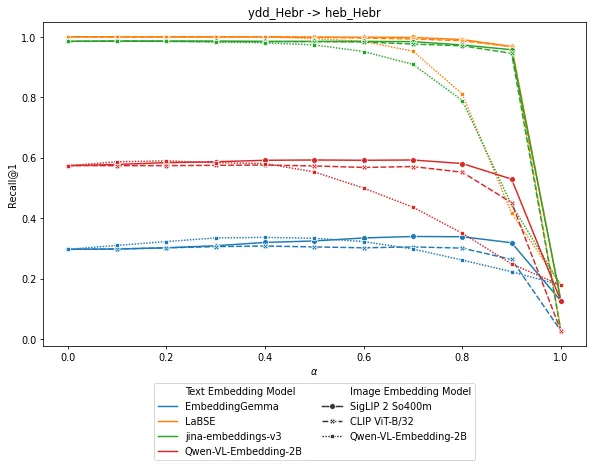 ydd_Hebr -> heb_Hebr
1.0
0.8
0.6
0.4
0.2
0.0
Recall@1
0.0 0.2 0.4 0.6 0.8 1.0
α
Text Embedding Model Image Embedding Model
EmbeddingGemma SigLIP 2 So400m
LaBSE CLIP ViT-B/32
jina-embeddings-v3 Qwen-VL-Embedding-2B
Qwen-VL-Embedding-2B